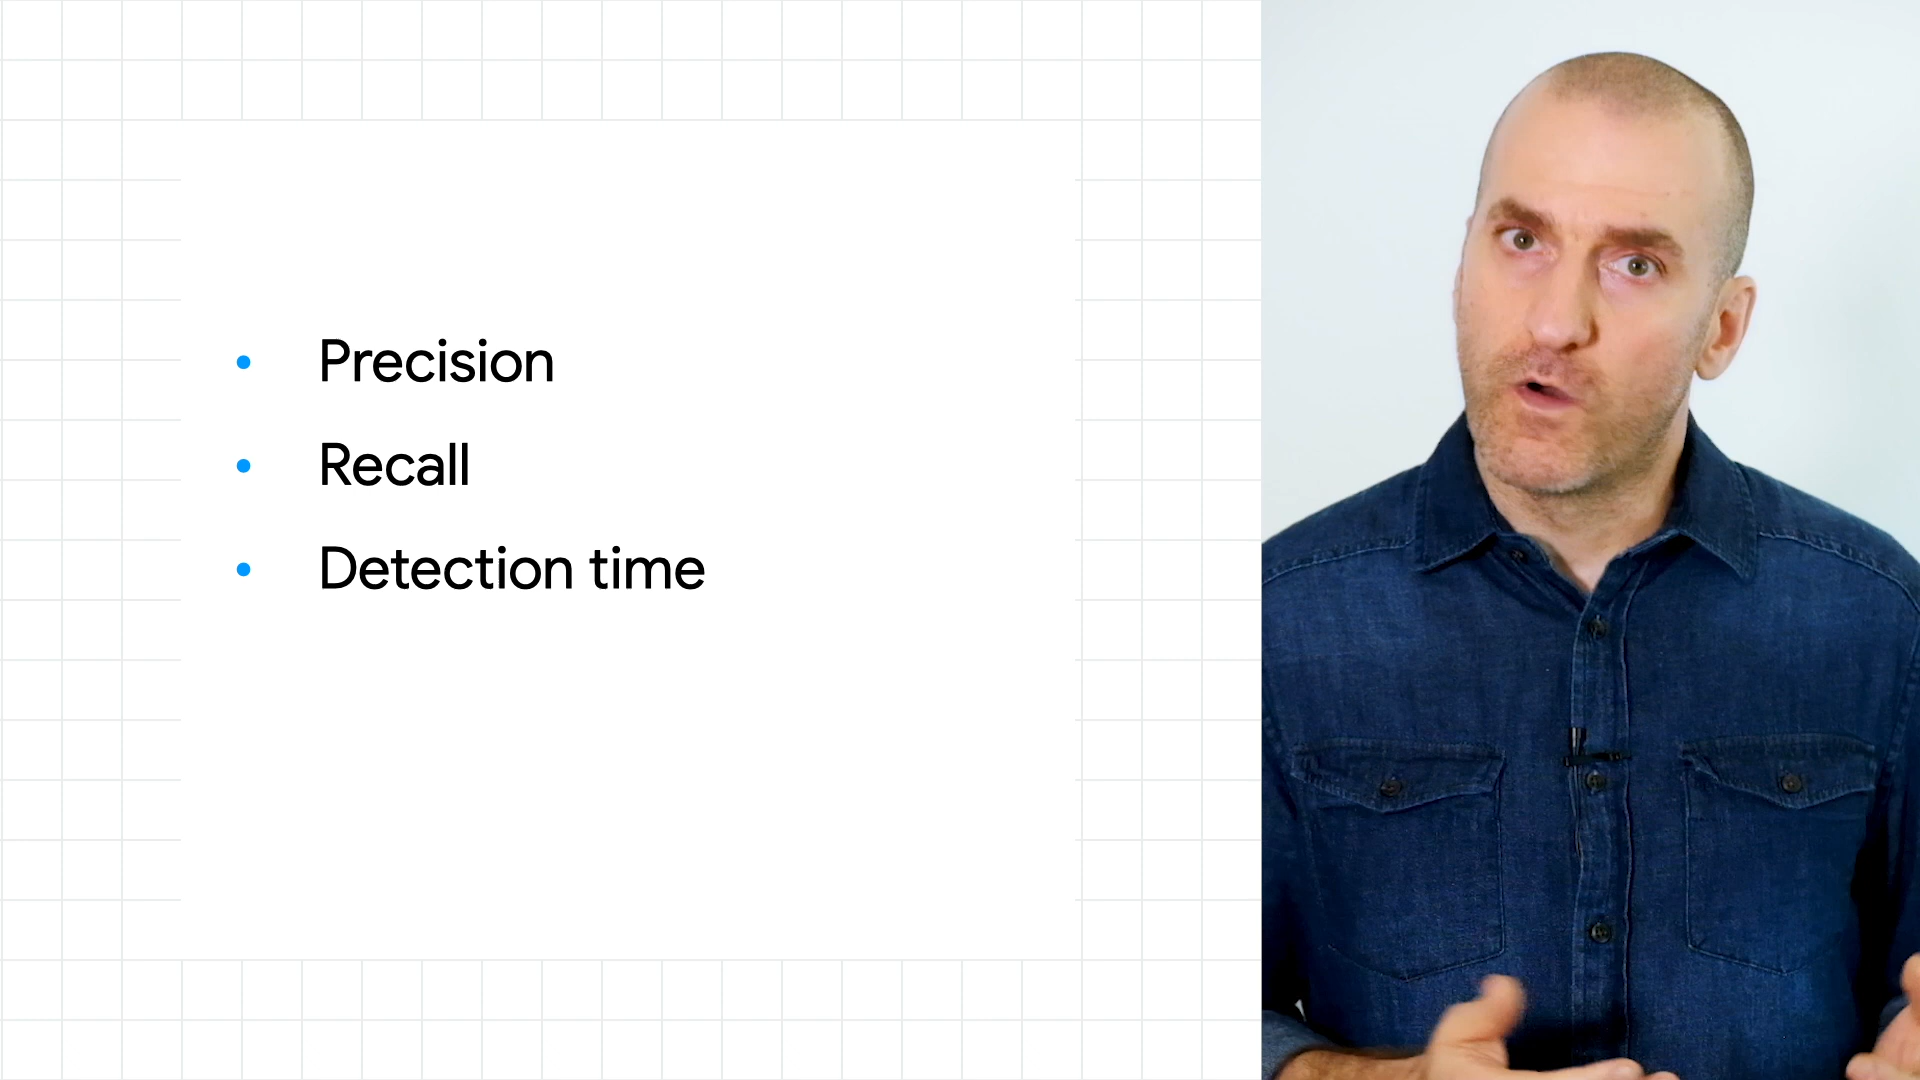 • Precision
• Recall
• Detection time